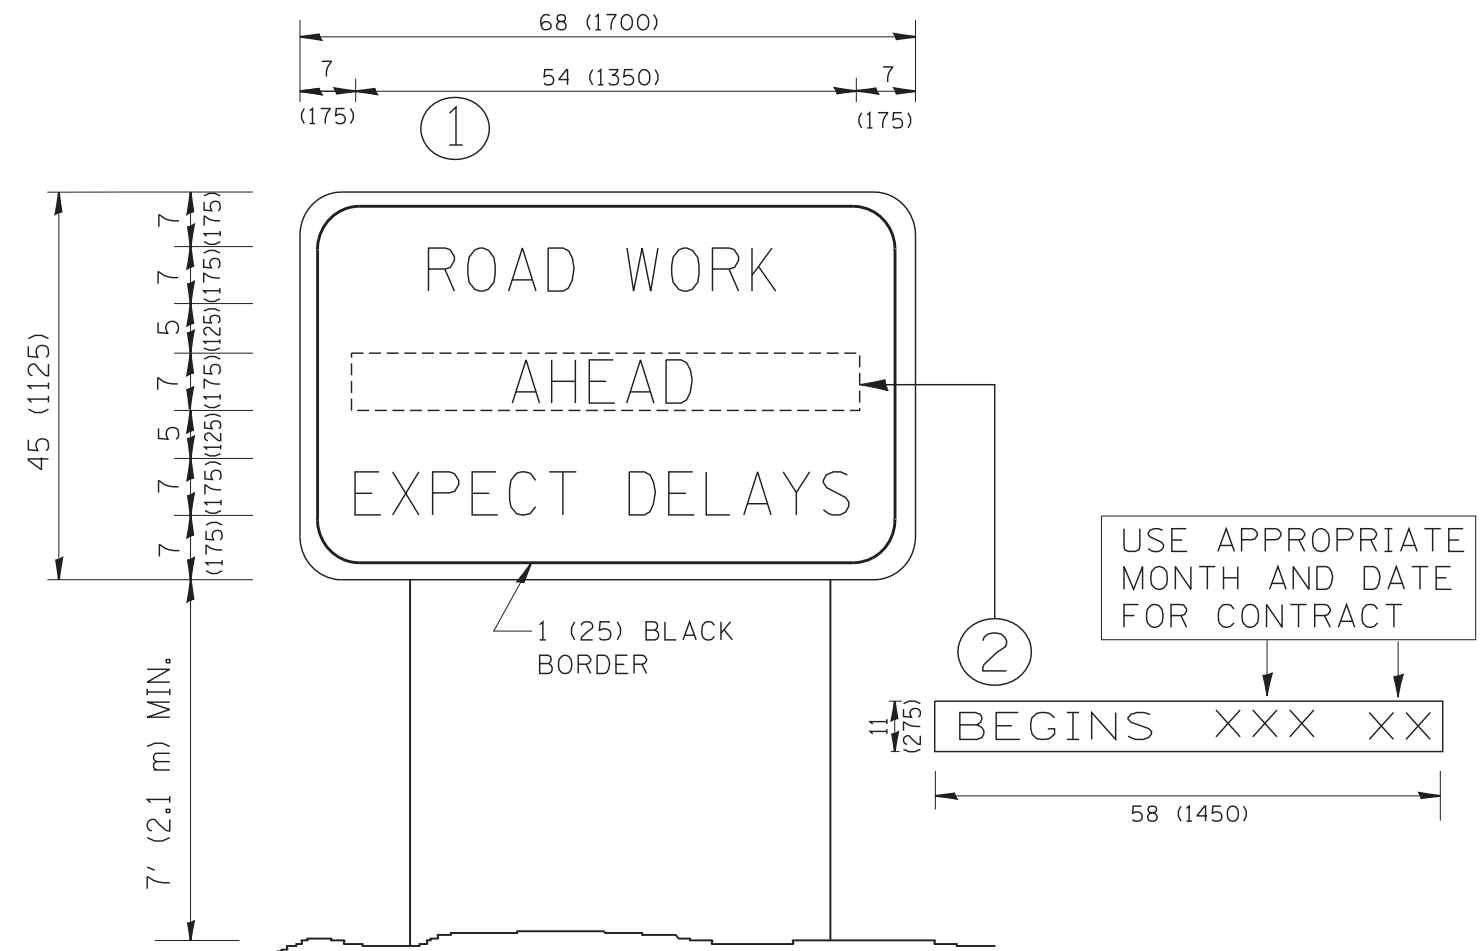 68 (1700)
7
54 (1350)
7
(175)
(175)
1
45 (1125)
7
(175)
7
(175)
5
(125)
7
(175)
5
(125)
7
(175)
7
(175)
ROAD WORK
AHEAD
EXPECT DELAYS
1 (25) BLACK
BORDER
7' (2.1 m) MIN.
USE APPROPRIATE
MONTH AND DATE
FOR CONTRACT
2
11
(275)
BEGINS XXX XX
58 (1450)